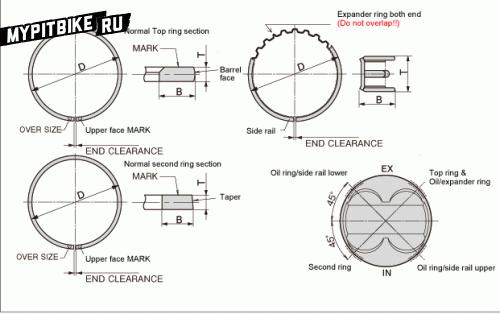 MYPITBIKE.RU
Normal Top ring section
MARK
T
D
Barrel
face
B
OVER SIZE
Upper face MARK
END CLEARANCE
Expander ring both end
(Do not overlap!!)
T
B
Side rail
END CLEARANCE
Normal second ring section
MARK
T
D
Taper
B
OVER SIZE
Upper face MARK
END CLEARANCE
Oil ring/side rail lower
EX
Top ring &
Oil/expander ring
45°
45°
Second ring
IN
Oil ring/side rail upper